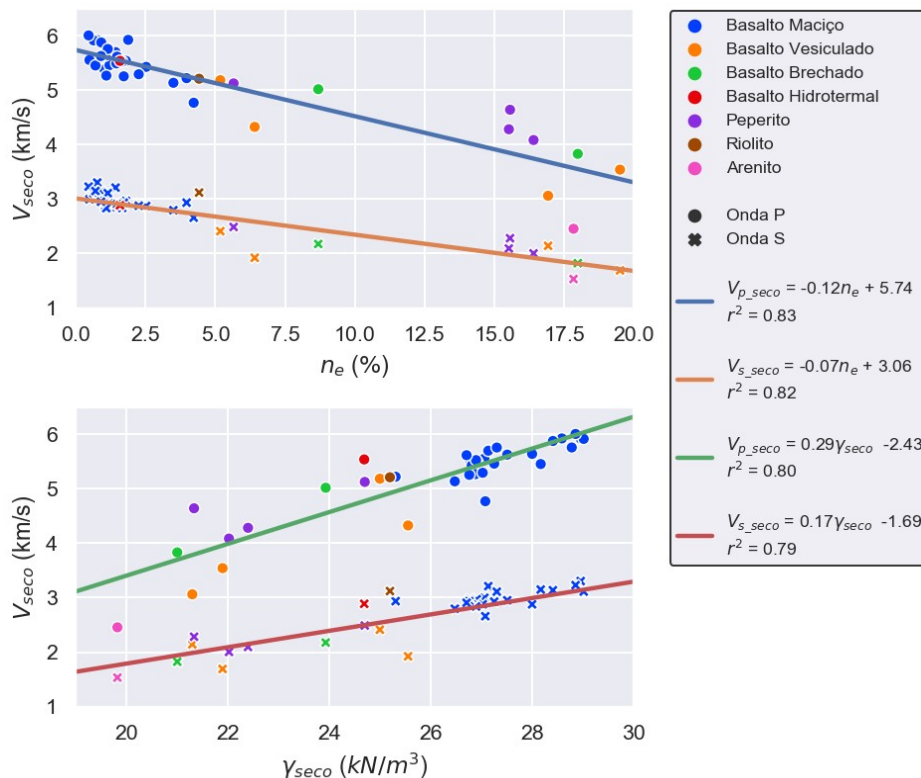 6
5
4
3
2
1
V_seco (km/s)
0.0 2.5 5.0 7.5 10.0 12.5 15.0 17.5 20.0
n_e (%)
6
5
4
3
2
1
V_seco (km/s)
20 22 24 26 28 30
γ_seco (kN/m³)
Basalto Maciço
Basalto Vesiculado
Basalto Brechado
Basalto Hidrotermal
Peperito
Riolito
Arenito
Onda P
Onda S
V_p_seco = -0.12n_e + 5.74
r² = 0.83
V_s_seco = -0.07n_e + 3.06
r² = 0.82
V_p_seco = 0.29γ_seco -2.43
r² = 0.80
V_s_seco = 0.17γ_seco -1.69
r² = 0.79